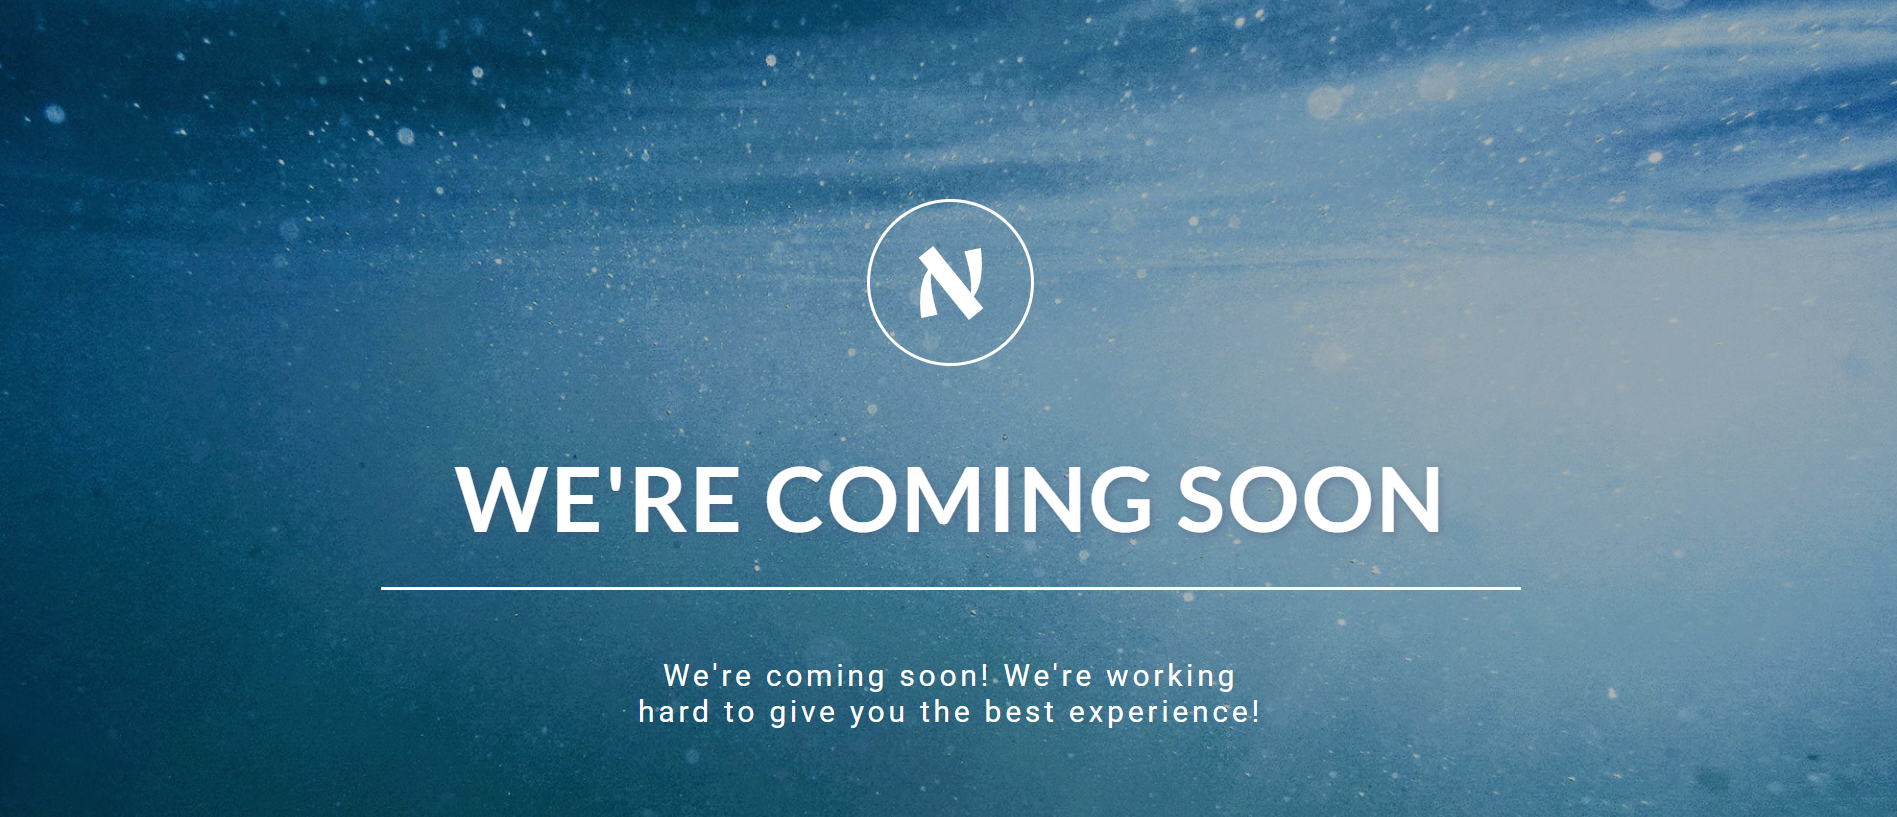 א
WE'RE COMING SOON
We're coming soon! We're working
hard to give you the best experience!